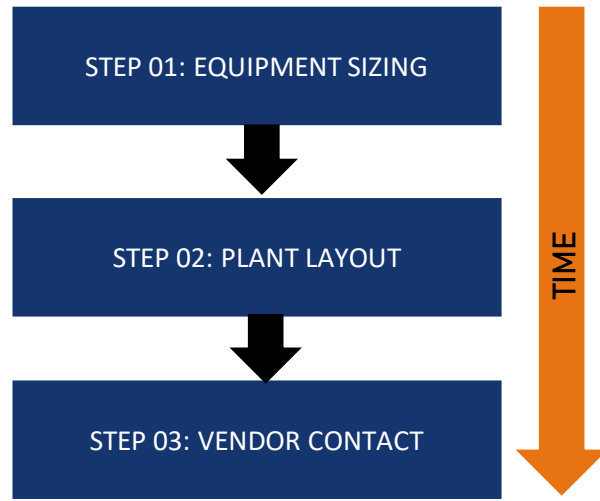 STEP 01: EQUIPMENT SIZING
STEP 02: PLANT LAYOUT
TIME
STEP 03: VENDOR CONTACT